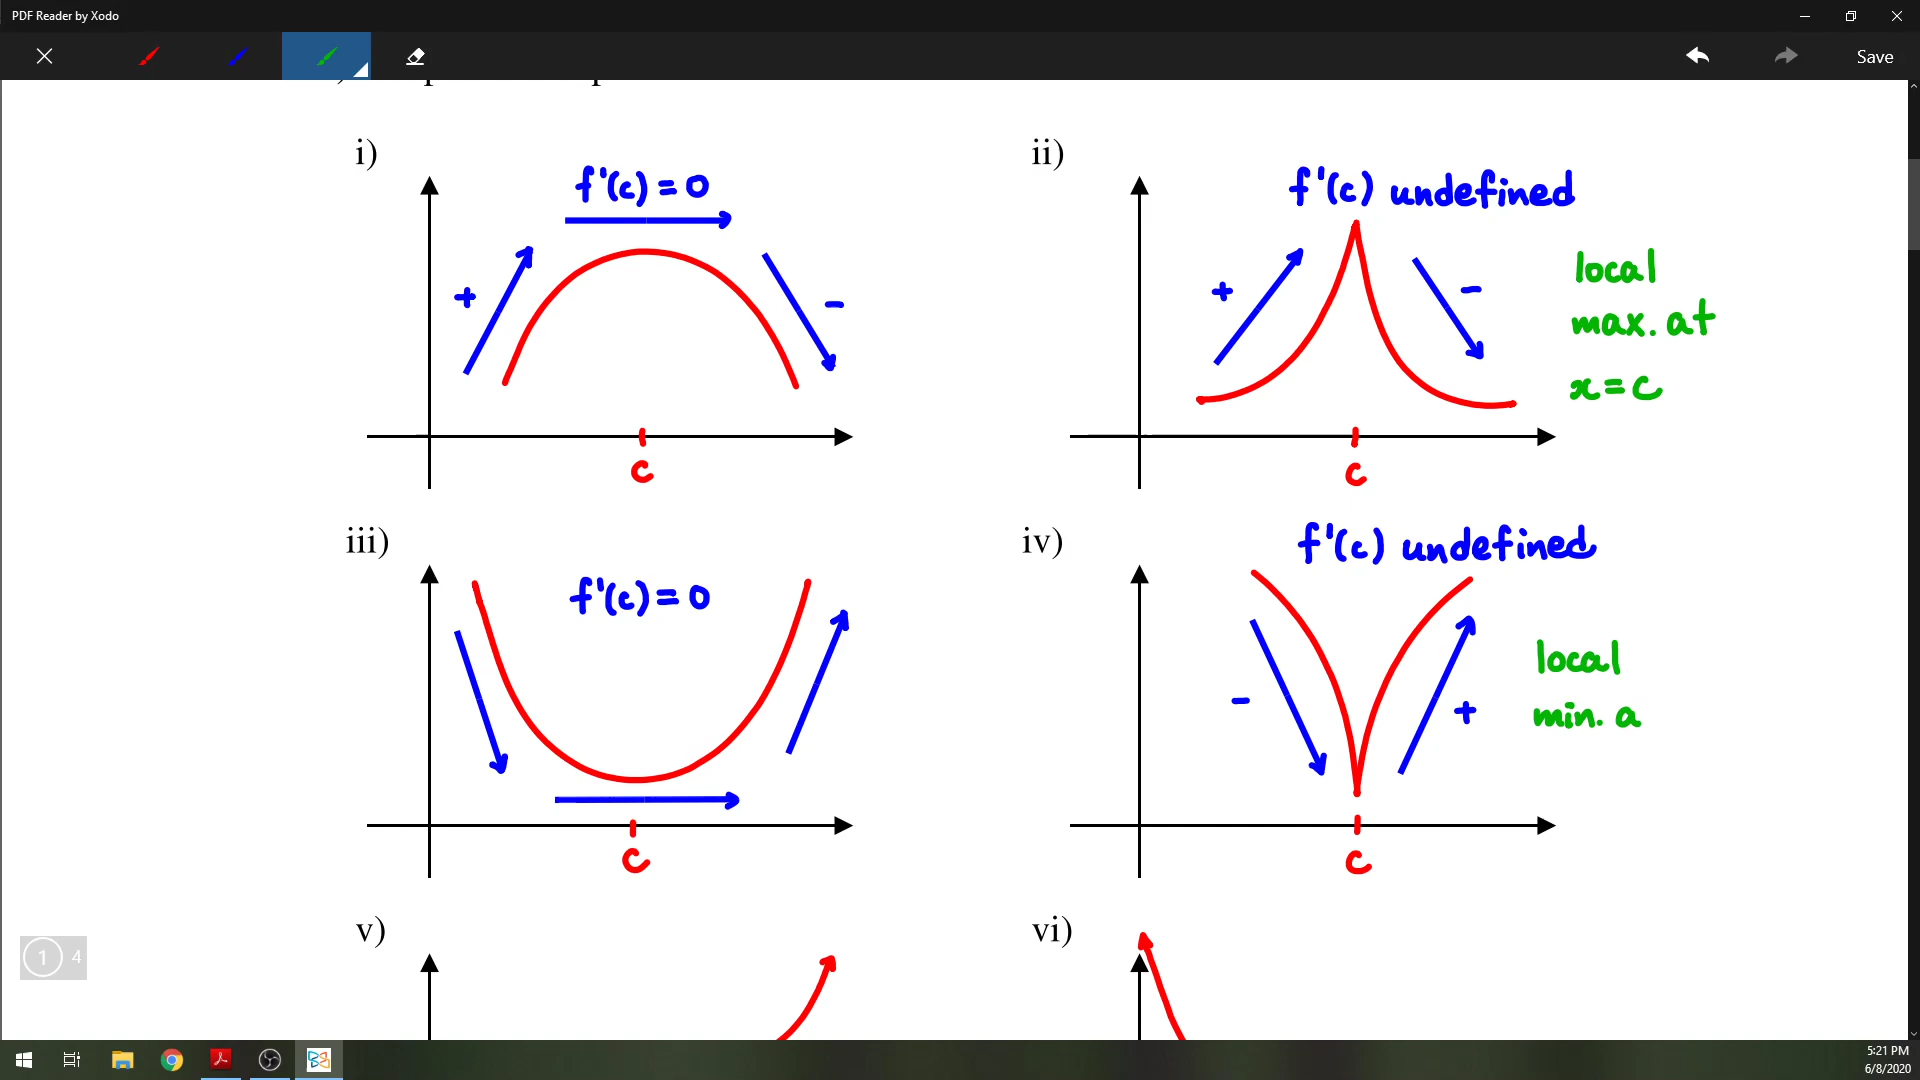 PDF Reader by Xodo
Save
i)
f'(c) = 0
+
-
c
ii)
f'(c) undefined
+
-
local
max. at
x = c
c
iii)
f'(c) = 0
c
iv)
f'(c) undefined
-
+
local
min. a
c
v)
vi)
1 4
5:21 PM
6/8/2020